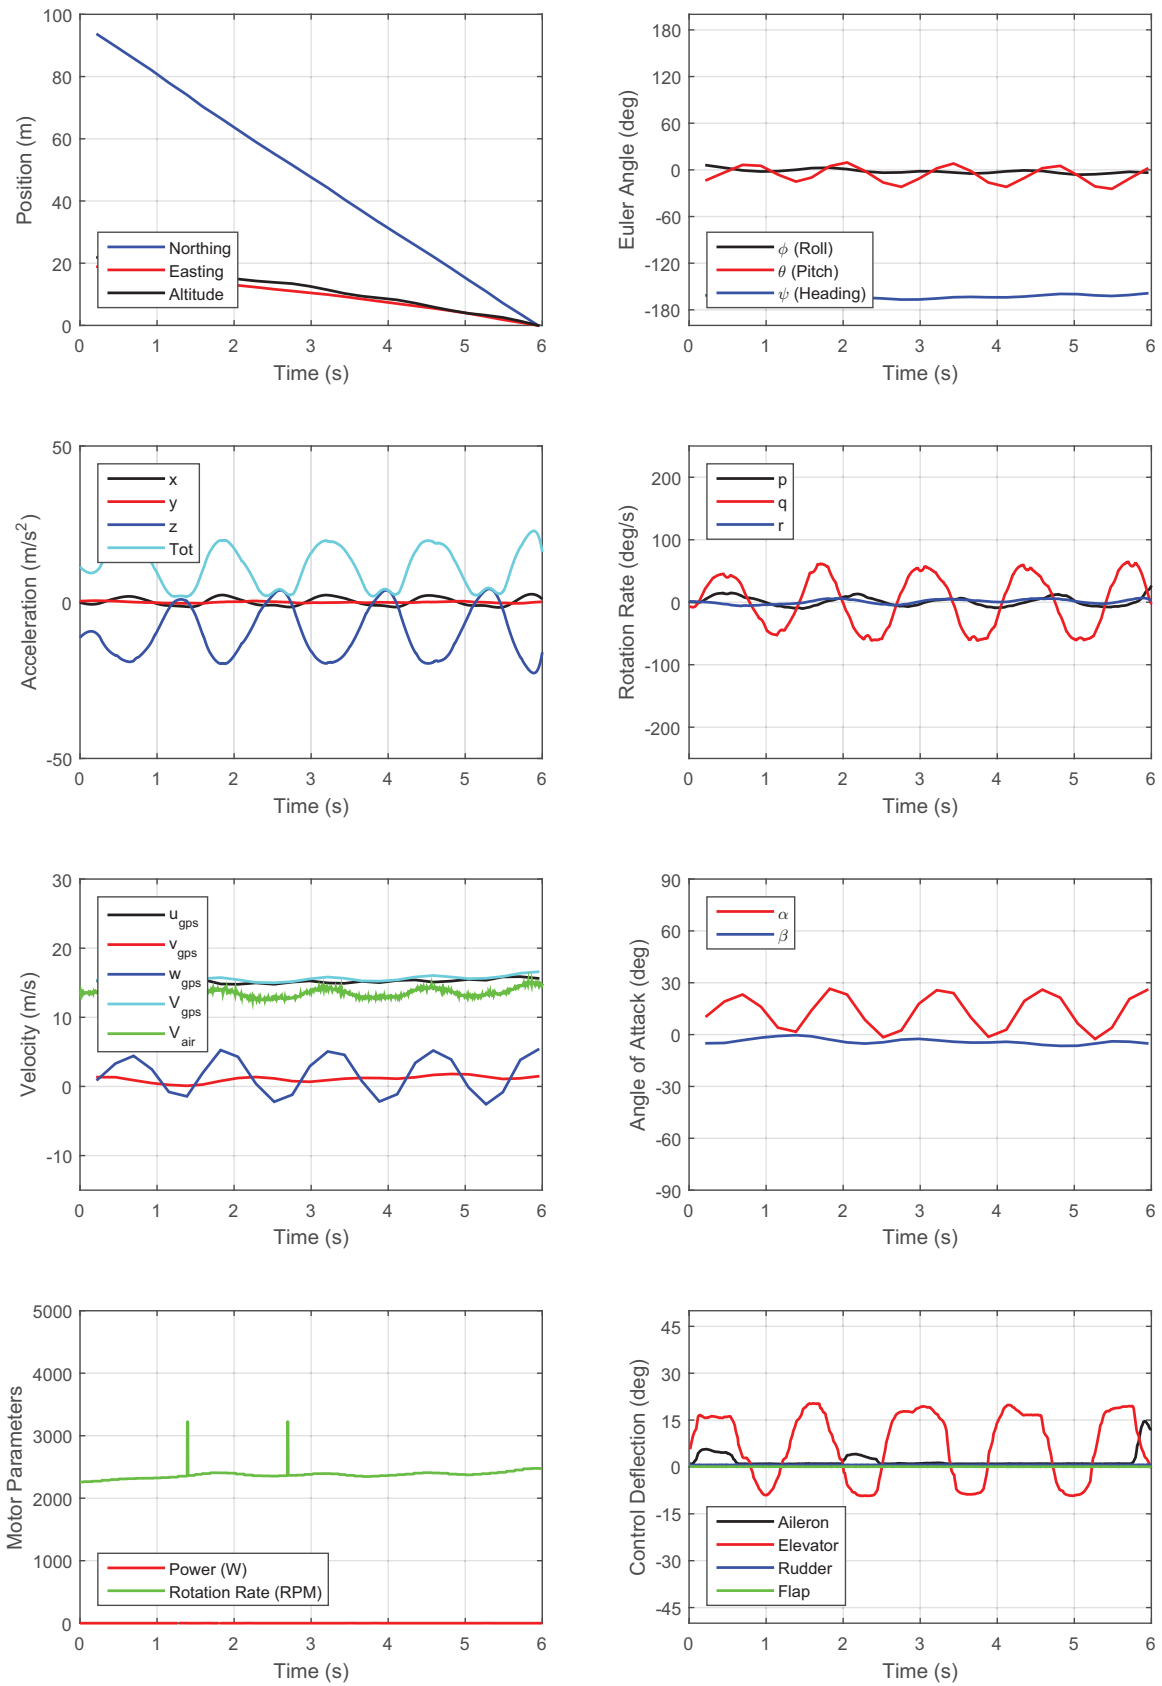 100
80
60
40
20
0
Position (m)
Northing
Easting
Altitude
0 1 2 3 4 5 6
Time (s)
180
120
60
0
-60
-120
-180
Euler Angle (deg)
ϕ (Roll)
θ (Pitch)
ψ (Heading)
0 1 2 3 4 5 6
Time (s)
50
0
-50
Acceleration (m/s²)
x
y
z
Tot
0 1 2 3 4 5 6
Time (s)
200
100
0
-100
-200
Rotation Rate (deg/s)
p
q
r
0 1 2 3 4 5 6
Time (s)
30
20
10
0
-10
Velocity (m/s)
u_gps
v_gps
w_gps
V_gps
V_air
0 1 2 3 4 5 6
Time (s)
90
60
30
0
-30
-60
-90
Angle of Attack (deg)
α
β
0 1 2 3 4 5 6
Time (s)
5000
4000
3000
2000
1000
0
Motor Parameters
Power (W)
Rotation Rate (RPM)
0 1 2 3 4 5 6
Time (s)
45
30
15
0
-15
-30
-45
Control Deflection (deg)
Aileron
Elevator
Rudder
Flap
0 1 2 3 4 5 6
Time (s)